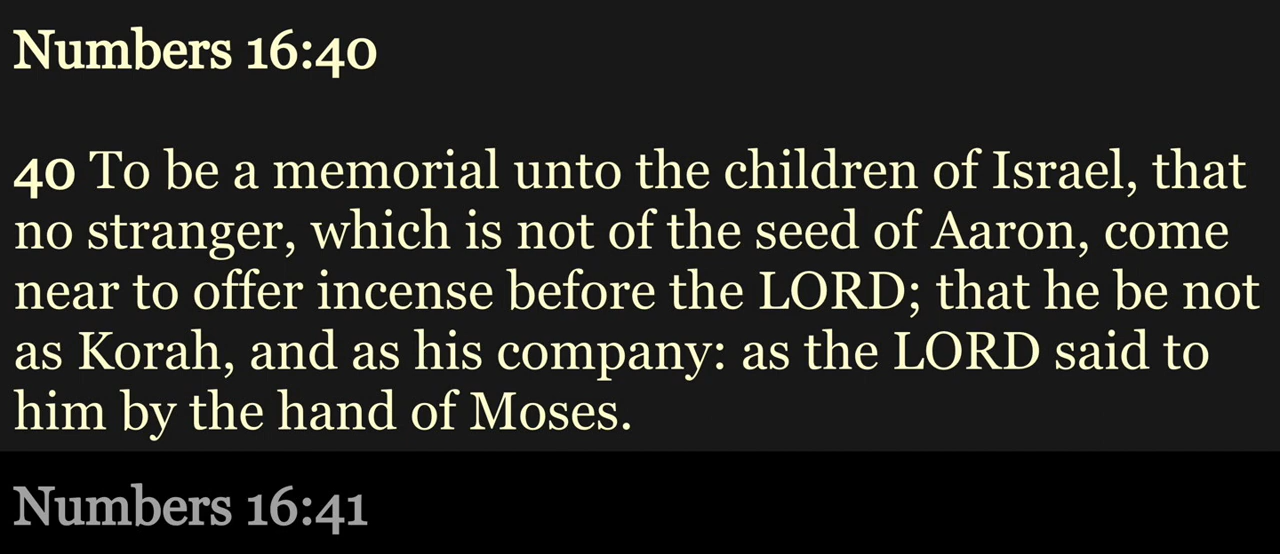 Numbers 16:40
40 To be a memorial unto the children of Israel, that
no stranger, which is not of the seed of Aaron, come
near to offer incense before the LORD; that he be not
as Korah, and as his company: as the LORD said to
him by the hand of Moses.
Numbers 16:41